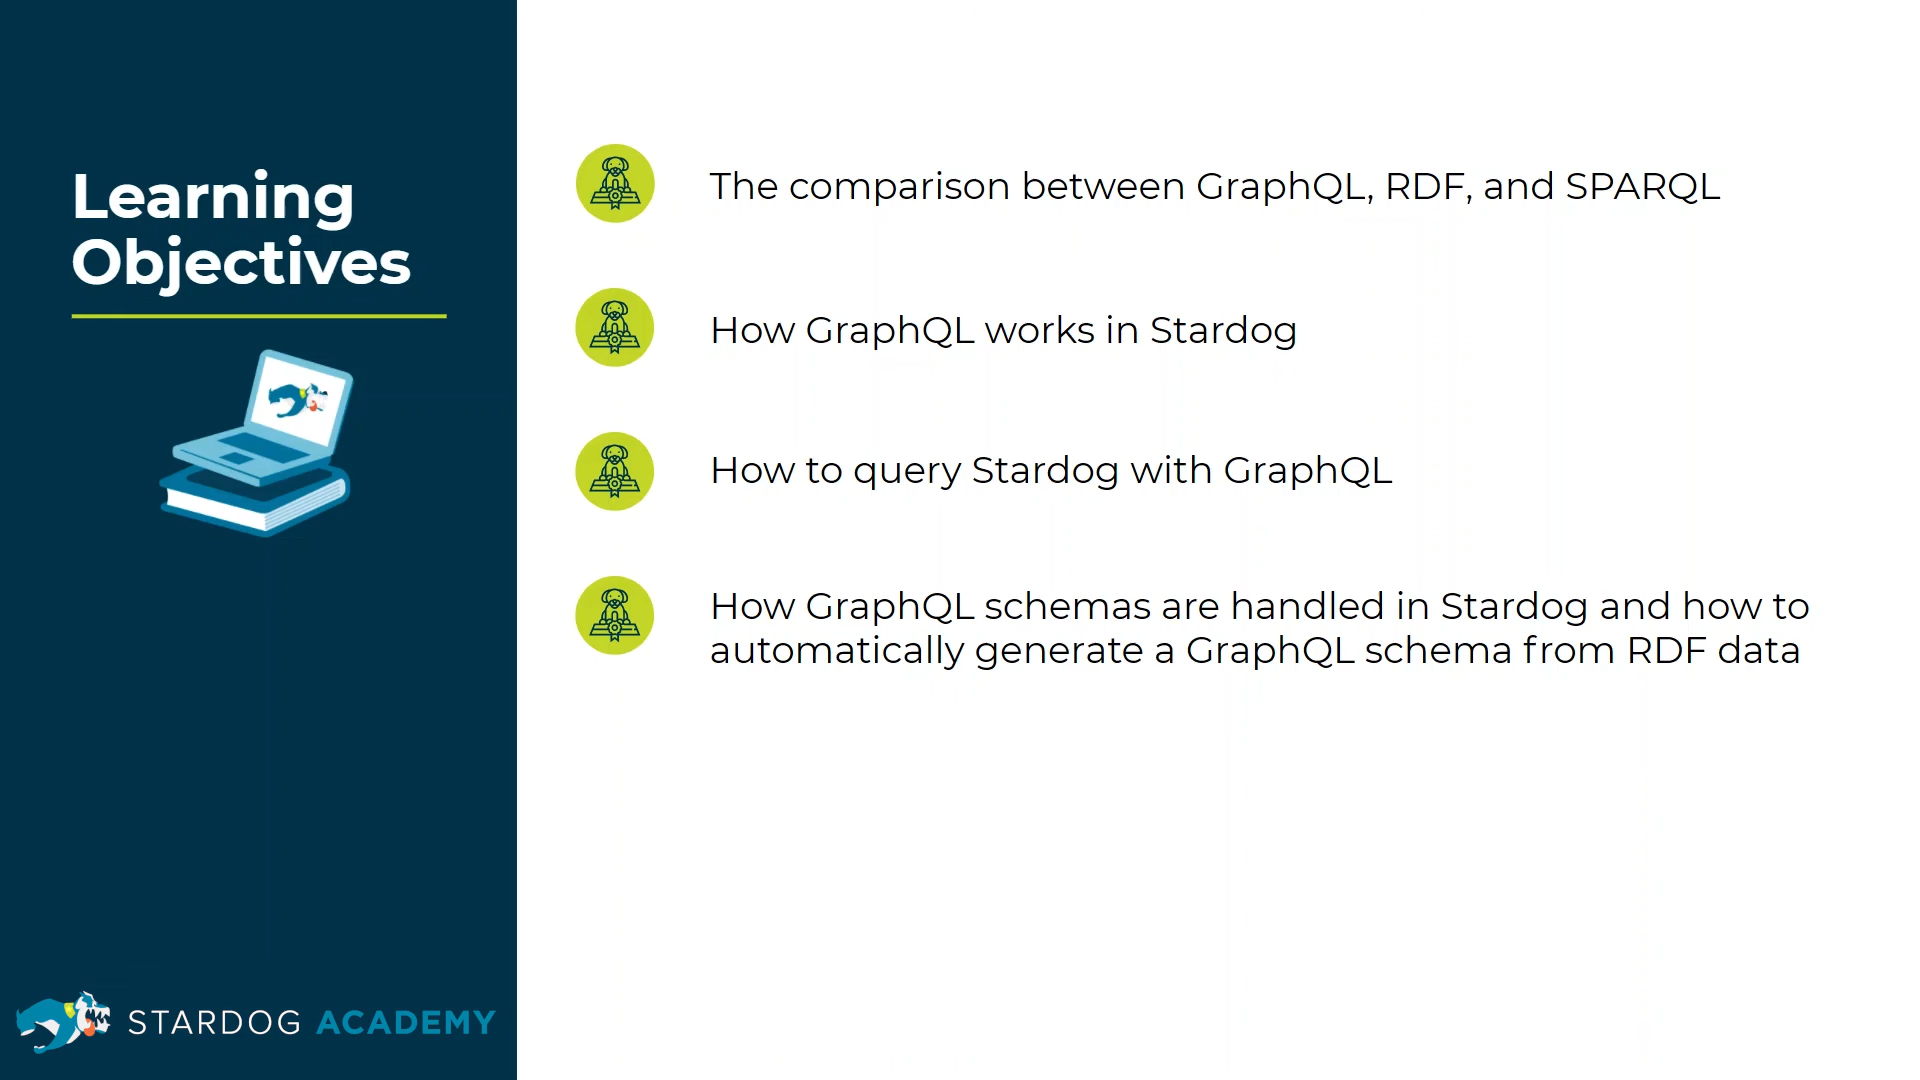 Learning
Objectives
The comparison between GraphQL, RDF, and SPARQL
How GraphQL works in Stardog
How to query Stardog with GraphQL
How GraphQL schemas are handled in Stardog and how to
automatically generate a GraphQL schema from RDF data
STARDOG ACADEMY